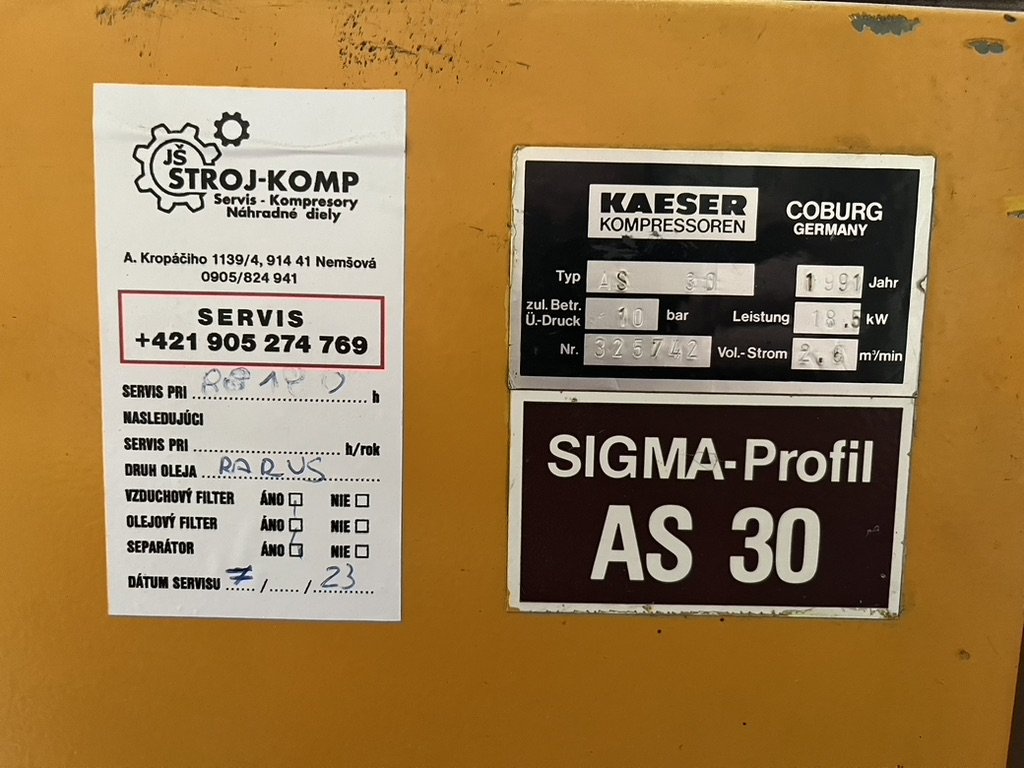 JŠ
STROJ-KOMP
Servis - Kompresory
Náhradné diely
A. Kropáčiho 1139/4, 914 41 Nemšová
0905/824 941
SERVIS
+421 905 274 769
SERVIS PRI ........ h
NASLEDUJÚCI
SERVIS PRI ........ h/rok
DRUH OLEJA RARUS
VZDUCHOVÝ FILTER ÁNO ☐ NIE ☐
OLEJOVÝ FILTER ÁNO ☐ NIE ☐
SEPARÁTOR ÁNO ☐ NIE ☐
DÁTUM SERVISU 7 / ...... / 23
KAESER
KOMPRESSOREN
COBURG
GERMANY
Typ AS 30 1991 Jahr
zul. Betr.
Ü.-Druck 10 bar Leistung 18.5 kW
Nr. 325742 Vol.-Strom 2.6 m³/min
SIGMA-Profil
AS 30